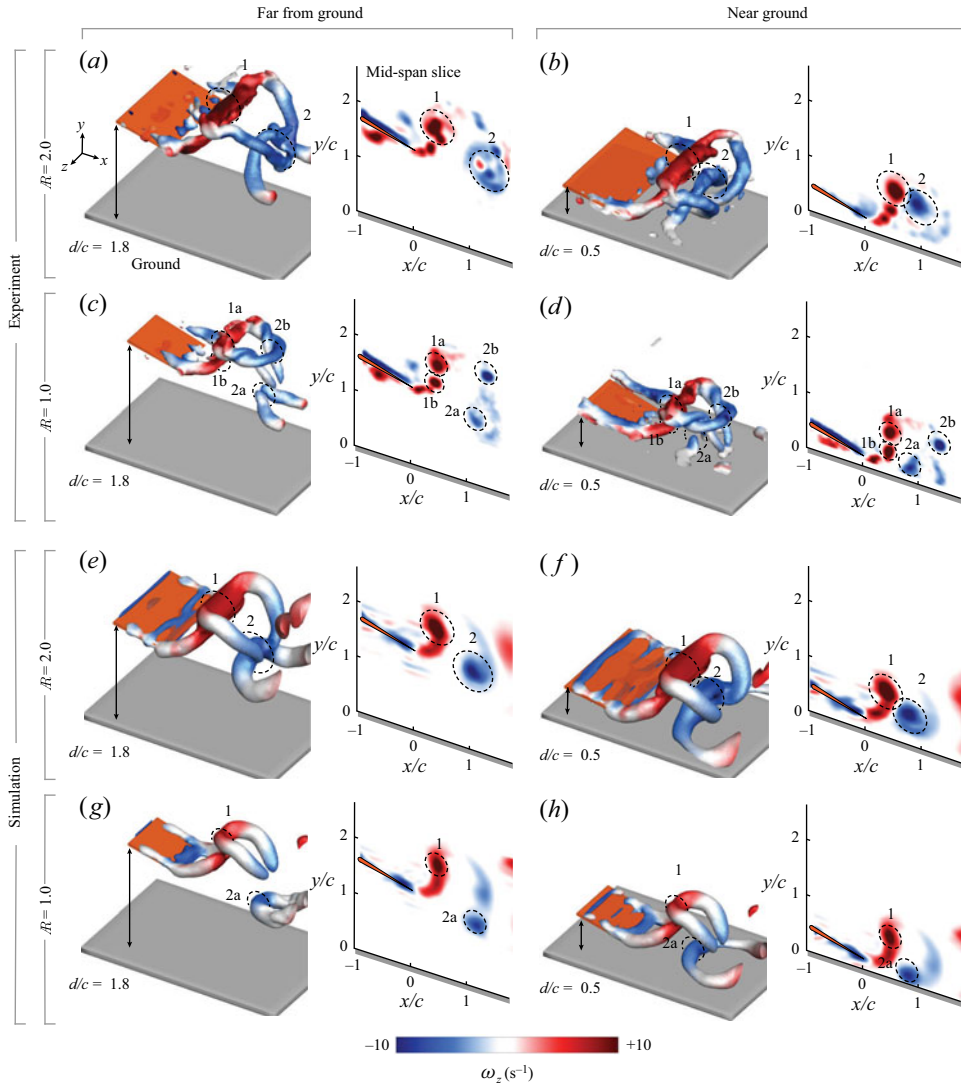 Far from ground
Near ground
Experiment
Simulation
Ꭱ = 2.0
Ꭱ = 1.0
Ꭱ = 2.0
Ꭱ = 1.0
(a)
1
2
y
x
z
d/c = 1.8
Ground
Mid-span slice
1
2
2
1
0
y/c
–1
0
1
x/c
(b)
1
2
d/c = 0.5
1
2
2
1
0
y/c
–1
0
1
x/c
(c)
1a
2b
1b
2a
d/c = 1.8
1a
2b
1b
2a
2
1
0
y/c
–1
0
1
x/c
(d)
1a
2b
1b
2a
d/c = 0.5
1a
2b
1b
2a
2
1
0
y/c
–1
0
1
x/c
(e)
1
2
d/c = 1.8
1
2
2
1
0
y/c
–1
0
1
x/c
(f)
1
2
d/c = 0.5
1
2
2
1
0
y/c
–1
0
1
x/c
(g)
1
2a
d/c = 1.8
1
2a
2
1
0
y/c
–1
0
1
x/c
(h)
1
2a
d/c = 0.5
1
2a
2
1
0
y/c
–1
0
1
x/c
–10
+10
ω_z (s⁻¹)